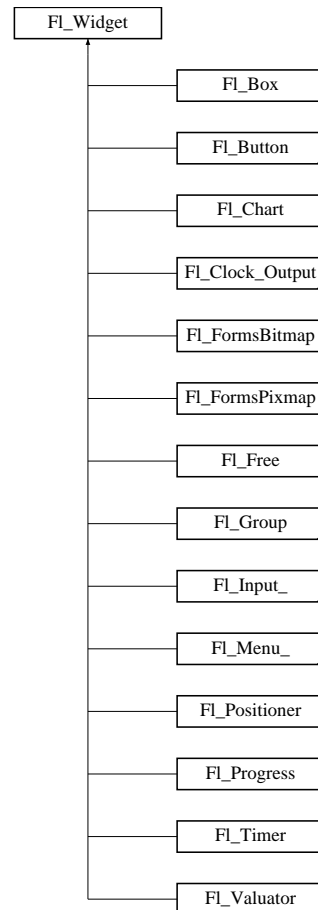 Fl_Widget
Fl_Box
Fl_Button
Fl_Chart
Fl_Clock_Output
Fl_FormsBitmap
Fl_FormsPixmap
Fl_Free
Fl_Group
Fl_Input_
Fl_Menu_
Fl_Positioner
Fl_Progress
Fl_Timer
Fl_Valuator